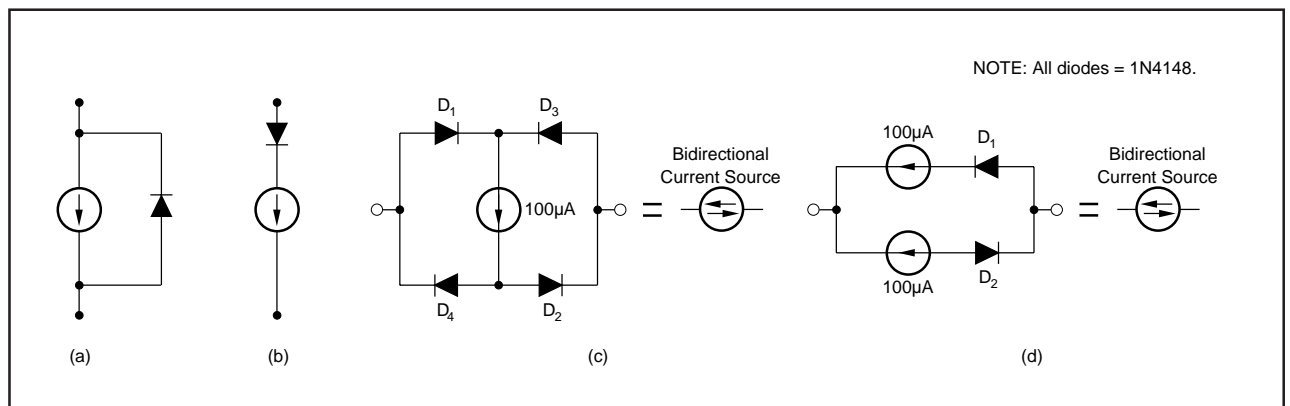 NOTE: All diodes = 1N4148.
D1
D3
100µA
D1
Bidirectional
Current Source
Bidirectional
Current Source
100µA
=
=
D4
D2
100µA
D2
(a)
(b)
(c)
(d)